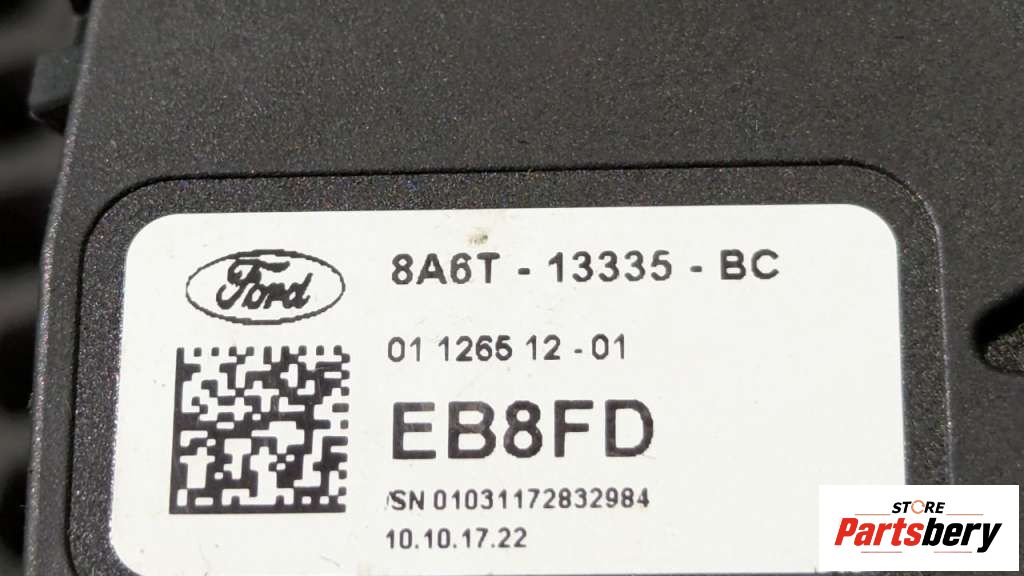 Ford
8A6T - 13335 - BC
01 1265 12 - 01
EB8FD
SN 01031172832984
10.10.17.22
STORE
Partsbery